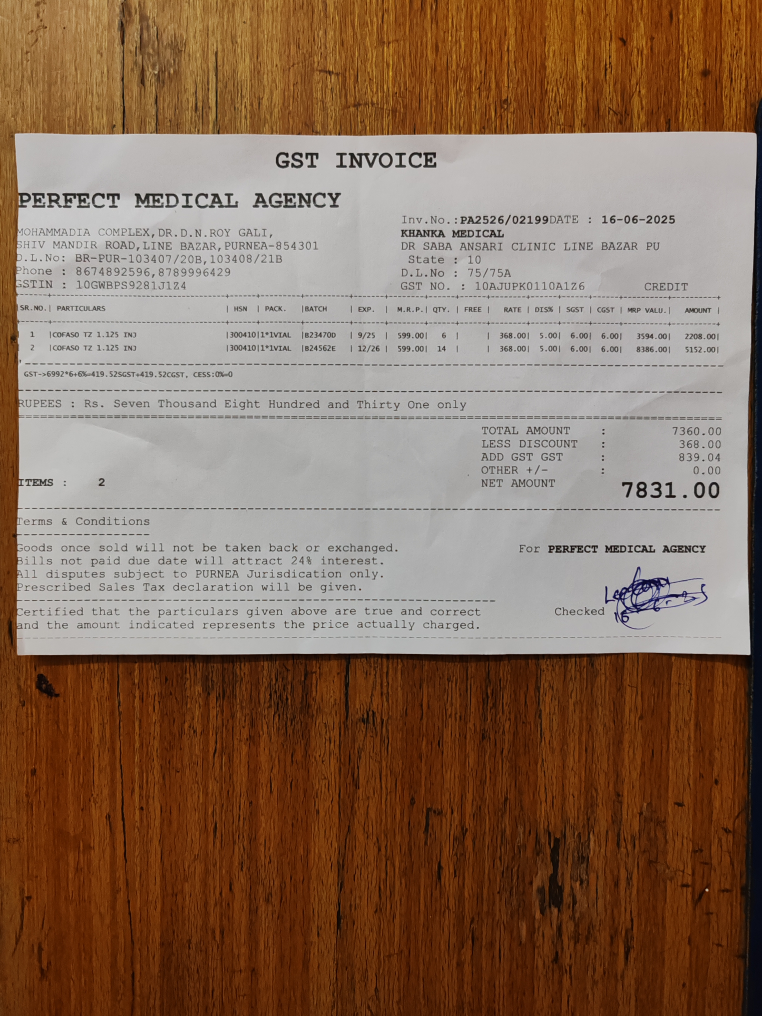 GST INVOICE
PERFECT MEDICAL AGENCY
MOHAMMADIA COMPLEX,DR.D.N.ROY GALI,
SHIV MANDIR ROAD,LINE BAZAR,PURNEA-854301
D.L.No: BR-PUR-103407/20B,103408/21B
Phone : 8674892596,8789996429
GSTIN : 10GWBPS9281J1Z4
Inv.No.:PA2526/02199DATE : 16-06-2025
KHANKA MEDICAL
DR SABA ANSARI CLINIC LINE BAZAR PU
State : 10
D.L.No : 75/75A
GST NO. : 10AJUPK0110A1Z6 CREDIT
SR.NO.| PARTICULARS | HSN | PACK. |BATCH | EXP. | M.R.P.| QTY. | FREE | RATE | DIS% | SGST | CGST | MRP VALU.| AMOUNT |
1 |COFASO TZ 1.125 INJ |300410|1*1VIAL |B23470D | 9/25 | 599.00| 6 | | 368.00| 5.00| 6.00| 6.00| 3594.00| 2208.00|
2 |COFASO TZ 1.125 INJ |300410|1*1VIAL |B24562E | 12/26 | 599.00| 14 | | 368.00| 5.00| 6.00| 6.00| 8386.00| 5152.00|
GST->6992*6+6%=419.52SGST+419.52CGST, CESS:0%=0
RUPEES : Rs. Seven Thousand Eight Hundred and Thirty One only
TOTAL AMOUNT : 7360.00
LESS DISCOUNT : 368.00
ADD GST GST : 839.04
OTHER +/- : 0.00
ITEMS : 2 NET AMOUNT 7831.00
Terms & Conditions
Goods once sold will not be taken back or exchanged.
Bills not paid due date will attract 24% interest.
All disputes subject to PURNEA Jurisdication only.
Prescribed Sales Tax declaration will be given.
For PERFECT MEDICAL AGENCY
Certified that the particulars given above are true and correct
and the amount indicated represents the price actually charged.
Checked